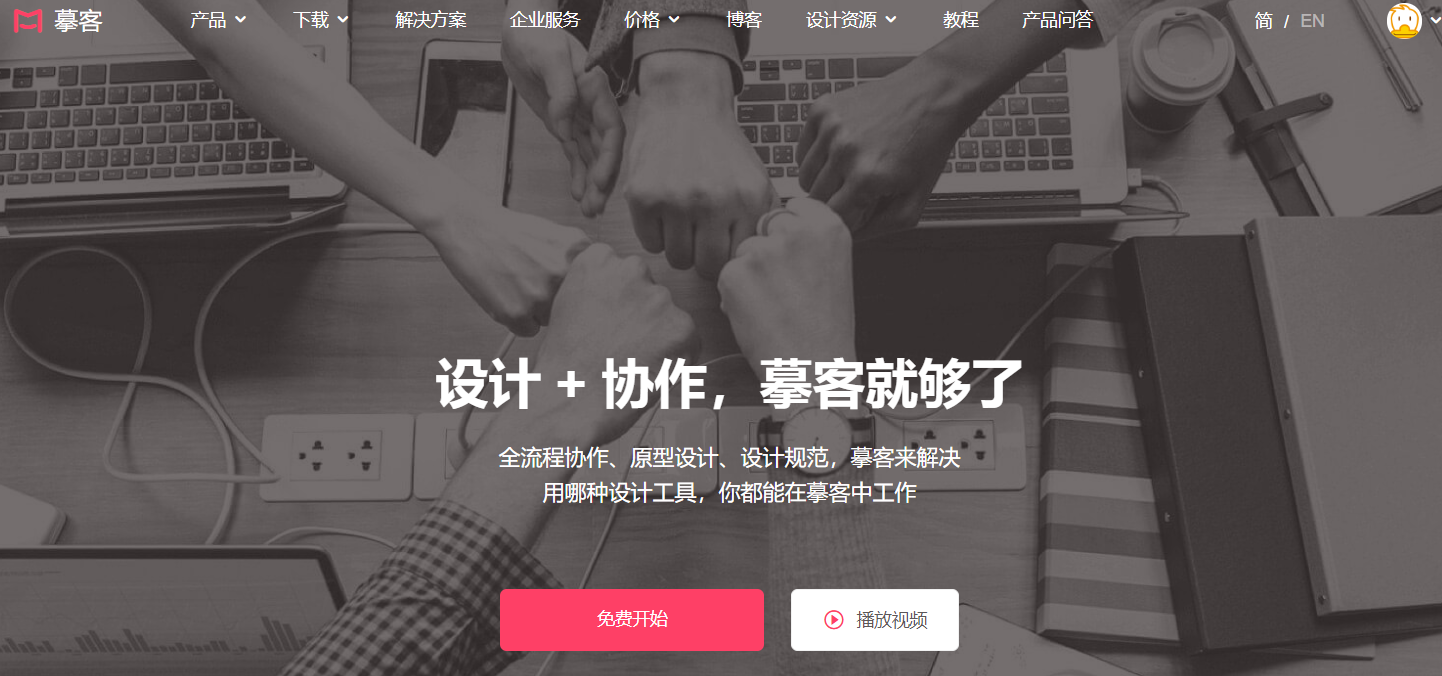 摹客 产品 下载 解决方案 企业服务 价格 博客 设计资源 教程 产品问答 简 / EN
设计 + 协作，摹客就够了
全流程协作、原型设计、设计规范，摹客来解决
用哪种设计工具，你都能在摹客中工作
免费开始 播放视频